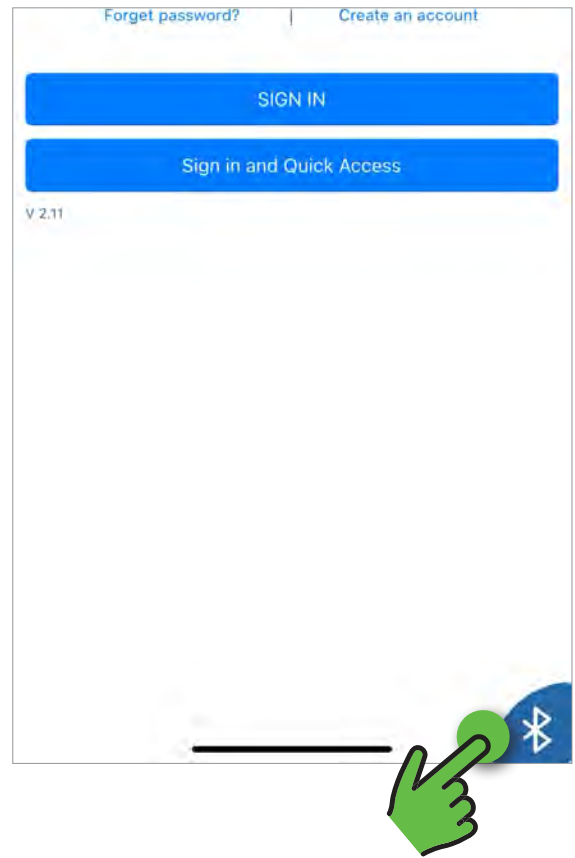 Forget password? | Create an account
SIGN IN
Sign in and Quick Access
V 2.11